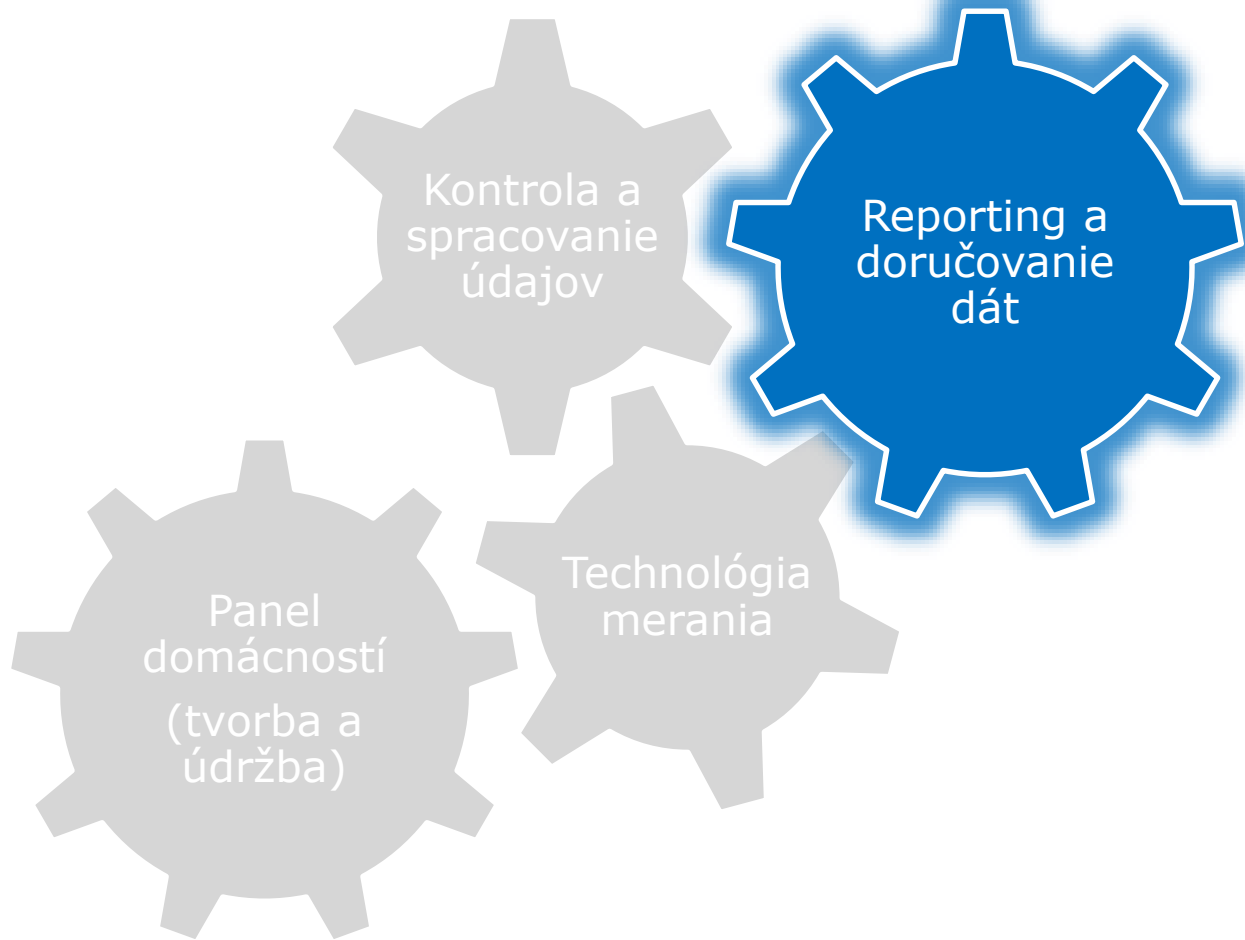 Kontrola a
spracovanie
údajov
Reporting a
doručovanie
dát
Technológia
merania
Panel
domácností
(tvorba a
údržba)